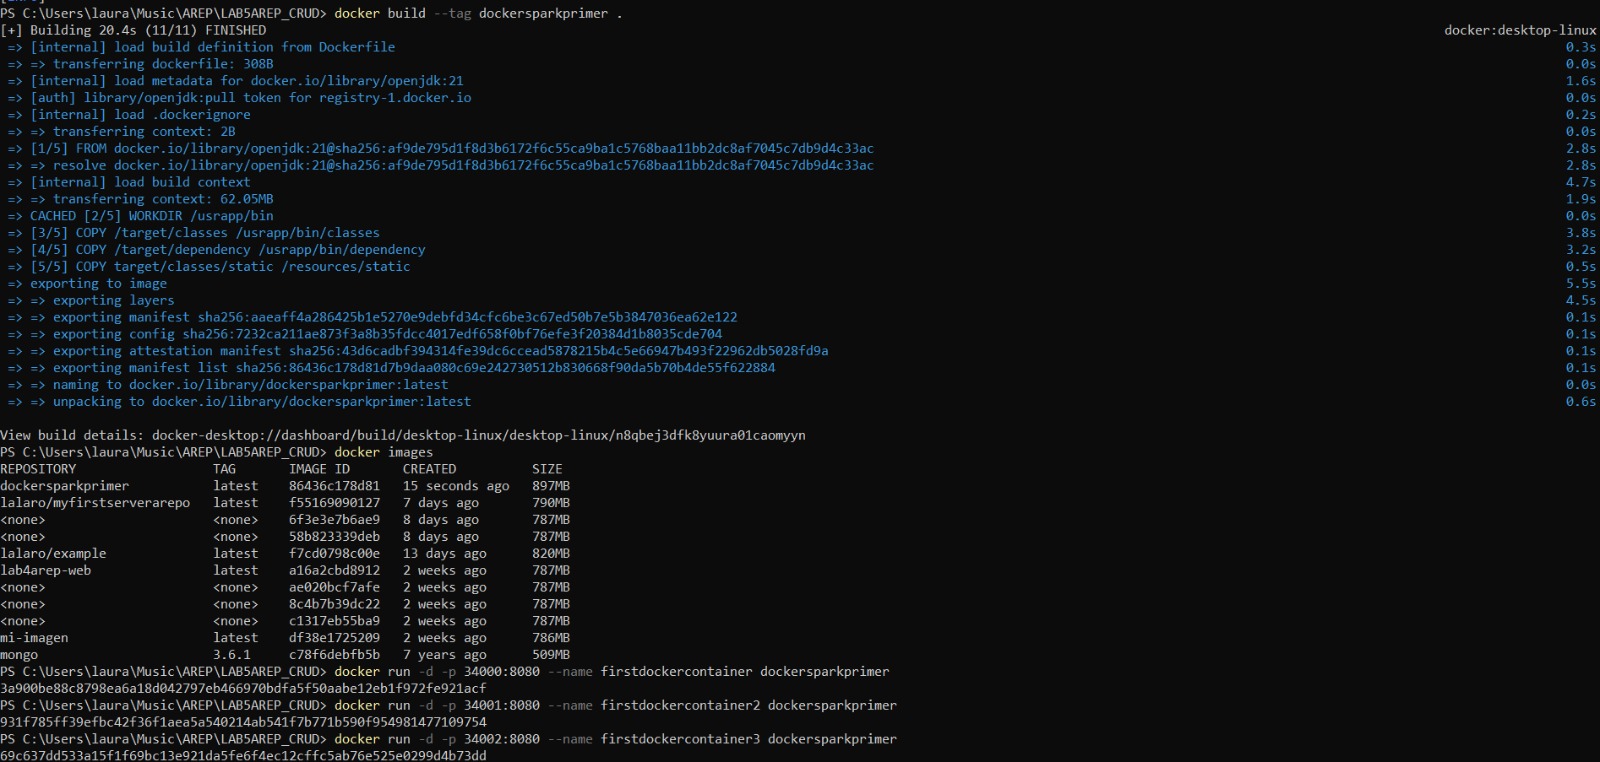 PS C:\Users\laura\Music\AREP\LAB5AREP_CRUD> docker build --tag dockersparkprimer .
[+] Building 20.4s (11/11) FINISHED docker:desktop-linux
=> [internal] load build definition from Dockerfile 0.3s
=> => transferring dockerfile: 308B 0.0s
=> [internal] load metadata for docker.io/library/openjdk:21 1.6s
=> [auth] library/openjdk:pull token for registry-1.docker.io 0.0s
=> [internal] load .dockerignore 0.2s
=> => transferring context: 2B 0.0s
=> [1/5] FROM docker.io/library/openjdk:21@sha256:af9de795d1f8d3b6172f6c55ca9ba1c5768baa11bb2dc8af7045c7db9d4c33ac 2.8s
=> => resolve docker.io/library/openjdk:21@sha256:af9de795d1f8d3b6172f6c55ca9ba1c5768baa11bb2dc8af7045c7db9d4c33ac 2.8s
=> [internal] load build context 4.7s
=> => transferring context: 62.05MB 1.9s
=> CACHED [2/5] WORKDIR /usrapp/bin 0.0s
=> [3/5] COPY /target/classes /usrapp/bin/classes 3.8s
=> [4/5] COPY /target/dependency /usrapp/bin/dependency 3.2s
=> [5/5] COPY target/classes/static /resources/static 0.5s
=> exporting to image 5.5s
=> => exporting layers 4.5s
=> => exporting manifest sha256:aaeaff4a286425b1e5270e9debfd34cfc6be3c67ed50b7e5b3847036ea62e122 0.1s
=> => exporting config sha256:7232ca211ae873f3a8b35fdcc4017edf658f0bf76efe3f20384d1b8035cde704 0.1s
=> => exporting attestation manifest sha256:43d6cadbf394314fe39dc6ccead5878215b4c5e66947b493f22962db5028fd9a 0.1s
=> => exporting manifest list sha256:86436c178d81d7b9daa080c69e242730512b830668f90da5b70b4de55f622884 0.1s
=> => naming to docker.io/library/dockersparkprimer:latest 0.0s
=> => unpacking to docker.io/library/dockersparkprimer:latest 0.6s
View build details: docker-desktop://dashboard/build/desktop-linux/desktop-linux/n8qbej3dfk8yuura01caomyyn
PS C:\Users\laura\Music\AREP\LAB5AREP_CRUD> docker images
REPOSITORY TAG IMAGE ID CREATED SIZE
dockersparkprimer latest 86436c178d81 15 seconds ago 897MB
lalaro/myfirstserverarepo latest f55169090127 7 days ago 790MB
<none> <none> 6f3e3e7b6ae9 8 days ago 787MB
<none> <none> 58b823339deb 8 days ago 787MB
lalaro/example latest f7cd0798c00e 13 days ago 820MB
lab4arep-web latest a16a2cbd8912 2 weeks ago 787MB
<none> <none> ae020bcf7afe 2 weeks ago 787MB
<none> <none> 8c4b7b39dc22 2 weeks ago 787MB
<none> <none> c1317eb55ba9 2 weeks ago 787MB
mi-imagen latest df38e1725209 2 weeks ago 786MB
mongo 3.6.1 c78f6debfb5b 7 years ago 509MB
PS C:\Users\laura\Music\AREP\LAB5AREP_CRUD> docker run -d -p 34000:8080 --name firstdockercontainer dockersparkprimer
3a900be88c8798ea6a18d042797eb466970bdfa5f50aabe12eb1f972fe921acf
PS C:\Users\laura\Music\AREP\LAB5AREP_CRUD> docker run -d -p 34001:8080 --name firstdockercontainer2 dockersparkprimer
931f785ff39efbc42f36f1aea5a540214ab541f7b771b590f954981477109754
PS C:\Users\laura\Music\AREP\LAB5AREP_CRUD> docker run -d -p 34002:8080 --name firstdockercontainer3 dockersparkprimer
69c637dd533a15f1f69bc13e921da5fe6f4ec12cffc5ab76e525e0299d4b73dd